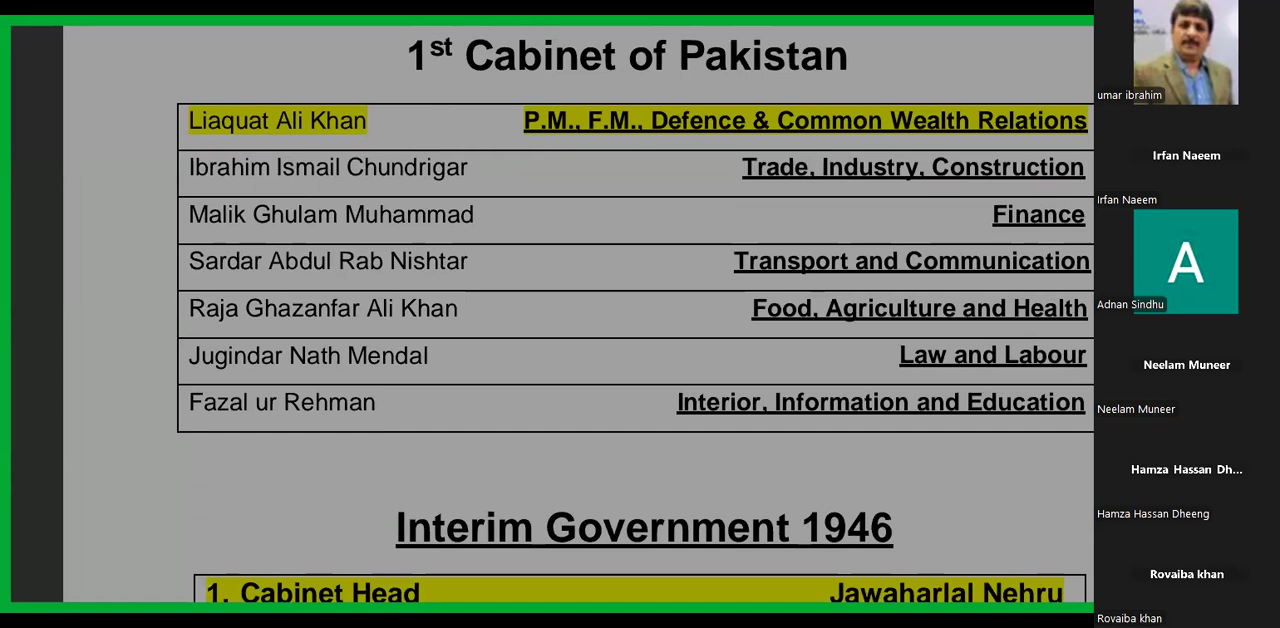 1st Cabinet of Pakistan
Liaquat Ali Khan P.M., F.M., Defence & Common Wealth Relations
Ibrahim Ismail Chundrigar Trade, Industry, Construction
Malik Ghulam Muhammad Finance
Sardar Abdul Rab Nishtar Transport and Communication
Raja Ghazanfar Ali Khan Food, Agriculture and Health
Jugindar Nath Mendal Law and Labour
Fazal ur Rehman Interior, Information and Education
Interim Government 1946
1. Cabinet Head Jawaharlal Nehru
umar ibrahim
Irfan Naeem
Irfan Naeem
A
Adnan Sindhu
Neelam Muneer
Neelam Muneer
Hamza Hassan Dh...
Hamza Hassan Dheeng
Rovaiba khan
Rovaiba khan